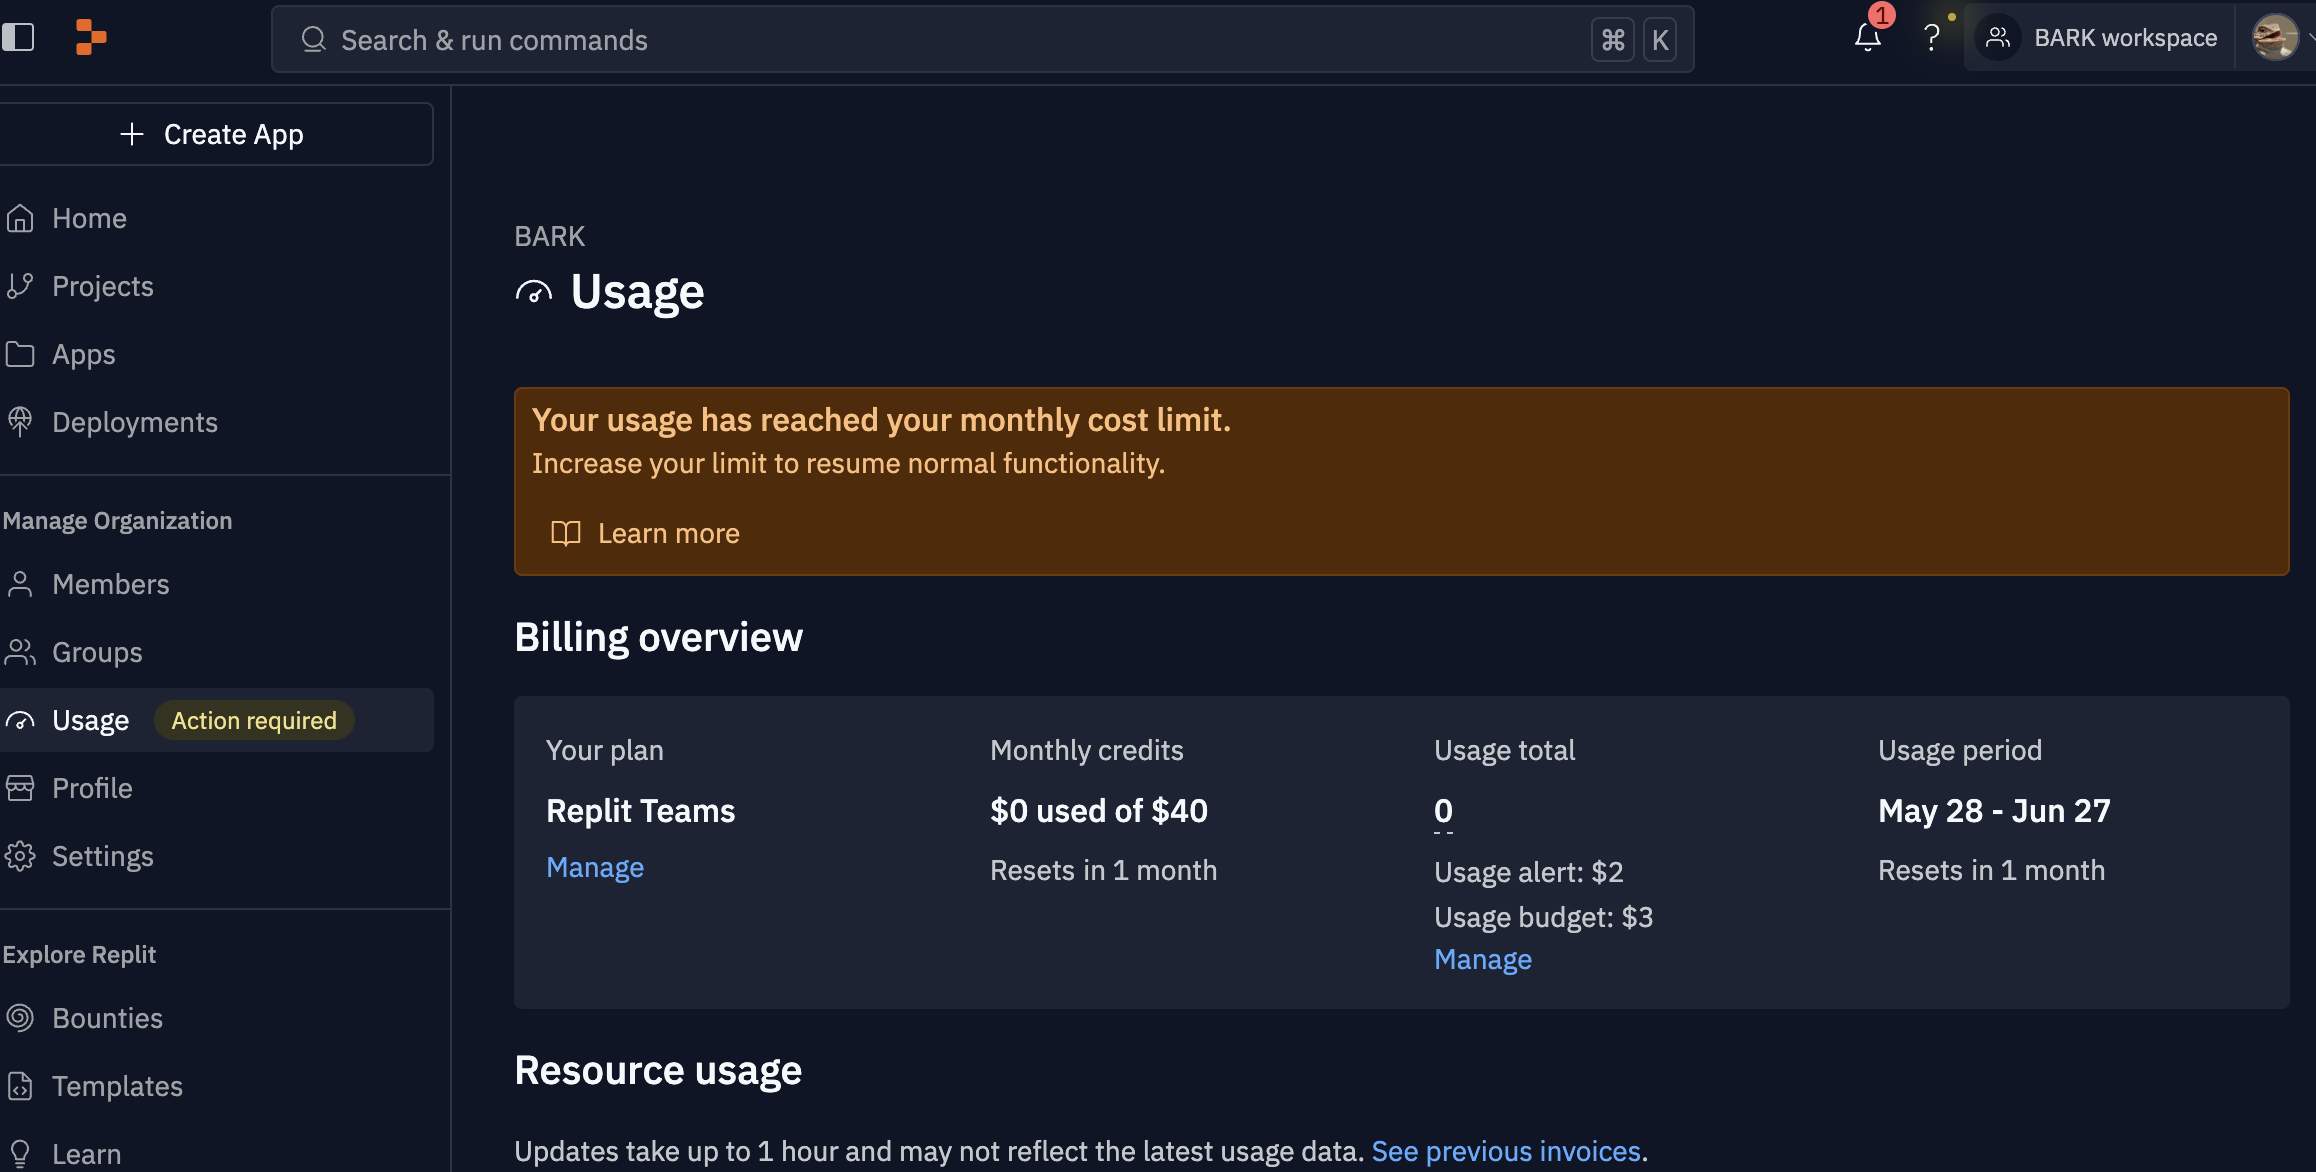 Search & run commands
⌘ K
1
?
BARK workspace
+ Create App
Home
Projects
Apps
Deployments
Manage Organization
Members
Groups
Usage Action required
Profile
Settings
Explore Replit
Bounties
Templates
Learn
BARK
Usage
Your usage has reached your monthly cost limit.
Increase your limit to resume normal functionality.
Learn more
Billing overview
Your plan
Replit Teams
Manage
Monthly credits
$0 used of $40
Resets in 1 month
Usage total
0
Usage alert: $2
Usage budget: $3
Manage
Usage period
May 28 - Jun 27
Resets in 1 month
Resource usage
Updates take up to 1 hour and may not reflect the latest usage data. See previous invoices.